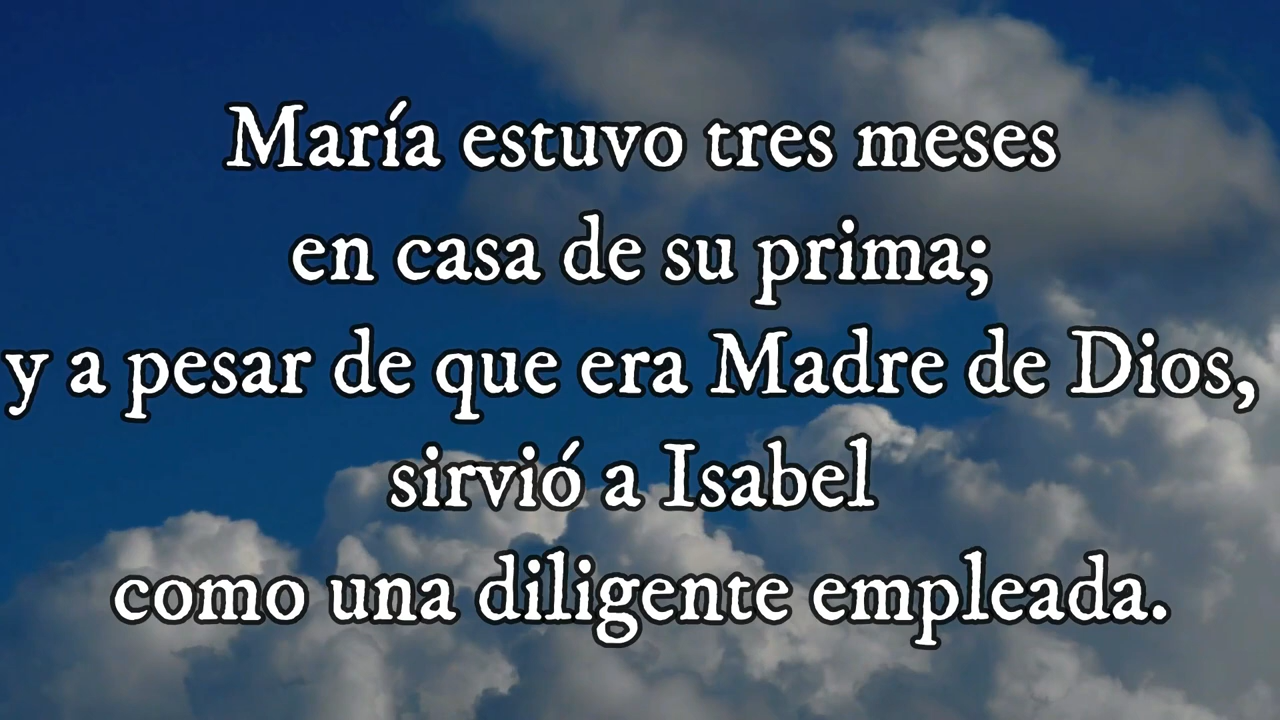 María estuvo tres meses
en casa de su prima;
y a pesar de que era Madre de Dios,
sirvió a Isabel
como una diligente empleada.